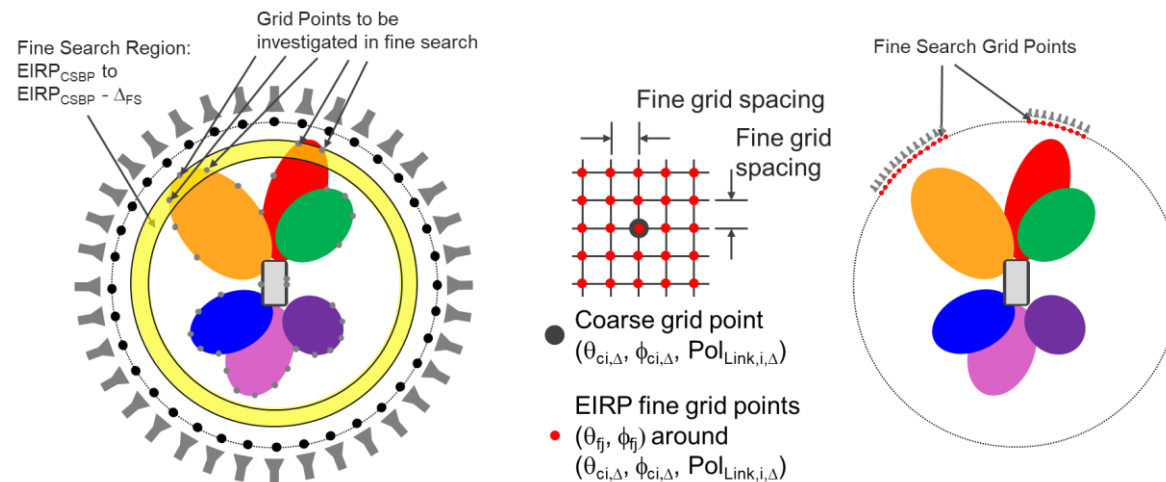 Fine Search Region:
EIRP_CSBP to
EIRP_CSBP - Δ_FS
Grid Points to be
investigated in fine search
Fine grid spacing
Fine grid
spacing
Coarse grid point
(θ_ci,Δ, ϕ_ci,Δ, Pol_Link,i,Δ)
EIRP fine grid points
(θ_fj, ϕ_fj) around
(θ_ci,Δ, ϕ_ci,Δ, Pol_Link,i,Δ)
Fine Search Grid Points